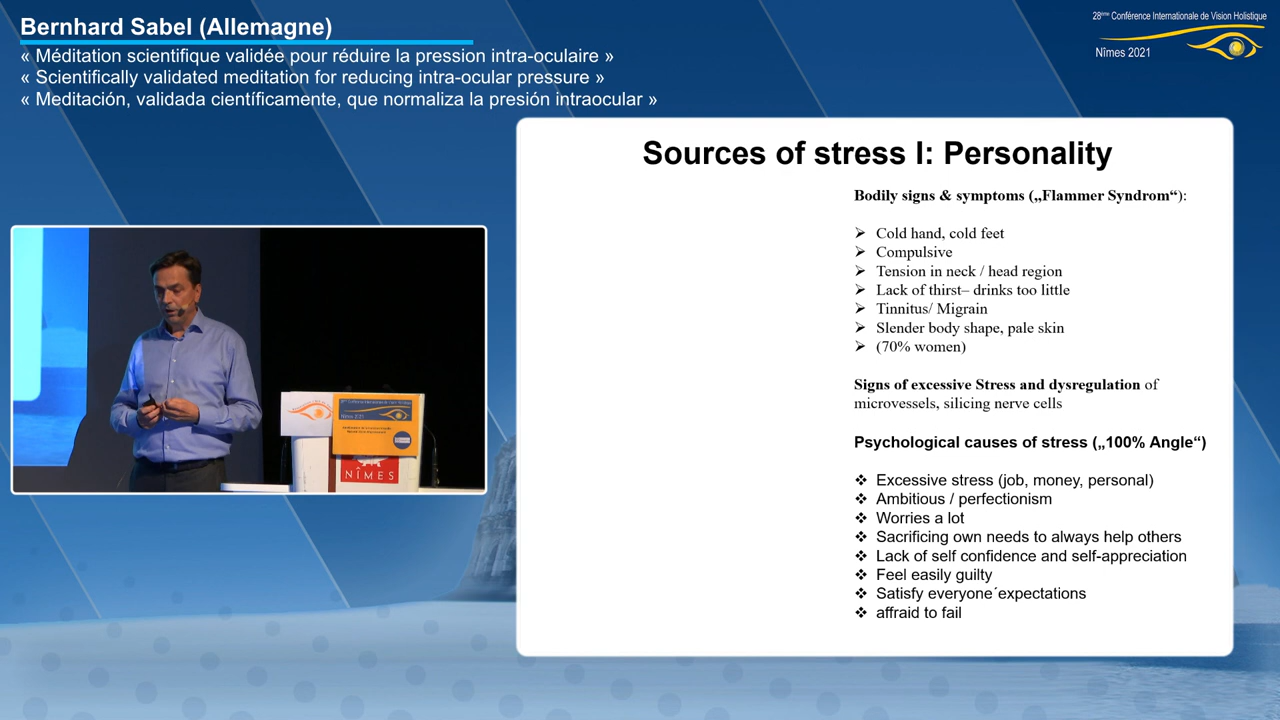 Bernhard Sabel (Allemagne)
« Méditation scientifique validée pour réduire la pression intra-oculaire »
« Scientifically validated meditation for reducing intra-ocular pressure »
« Meditación, validada científicamente, que normaliza la presión intraocular »
28ème Conférence Internationale de Vision Holistique
Nîmes 2021
Sources of stress I: Personality
Bodily signs & symptoms („Flammer Syndrom“):
➢ Cold hand, cold feet
➢ Compulsive
➢ Tension in neck / head region
➢ Lack of thirst– drinks too little
➢ Tinnitus/ Migrain
➢ Slender body shape, pale skin
➢ (70% women)
Signs of excessive Stress and dysregulation of
microvessels, silicing nerve cells
Psychological causes of stress („100% Angle“)
❖ Excessive stress (job, money, personal)
❖ Ambitious / perfectionism
❖ Worries a lot
❖ Sacrificing own needs to always help others
❖ Lack of self confidence and self-appreciation
❖ Feel easily guilty
❖ Satisfy everyone´expectations
❖ affraid to fail
Nîmes 2021
NÎMES